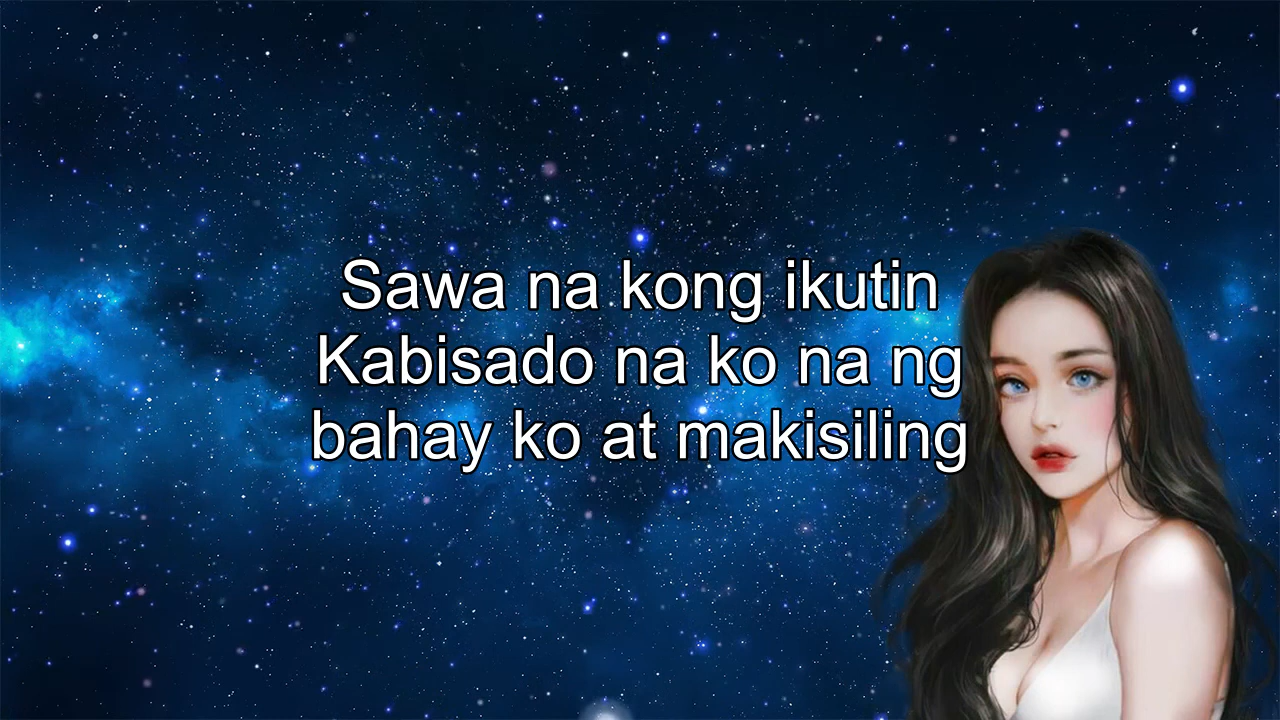 Sawa na kong ikutin
Kabisado na ko na ng
bahay ko at makisiling